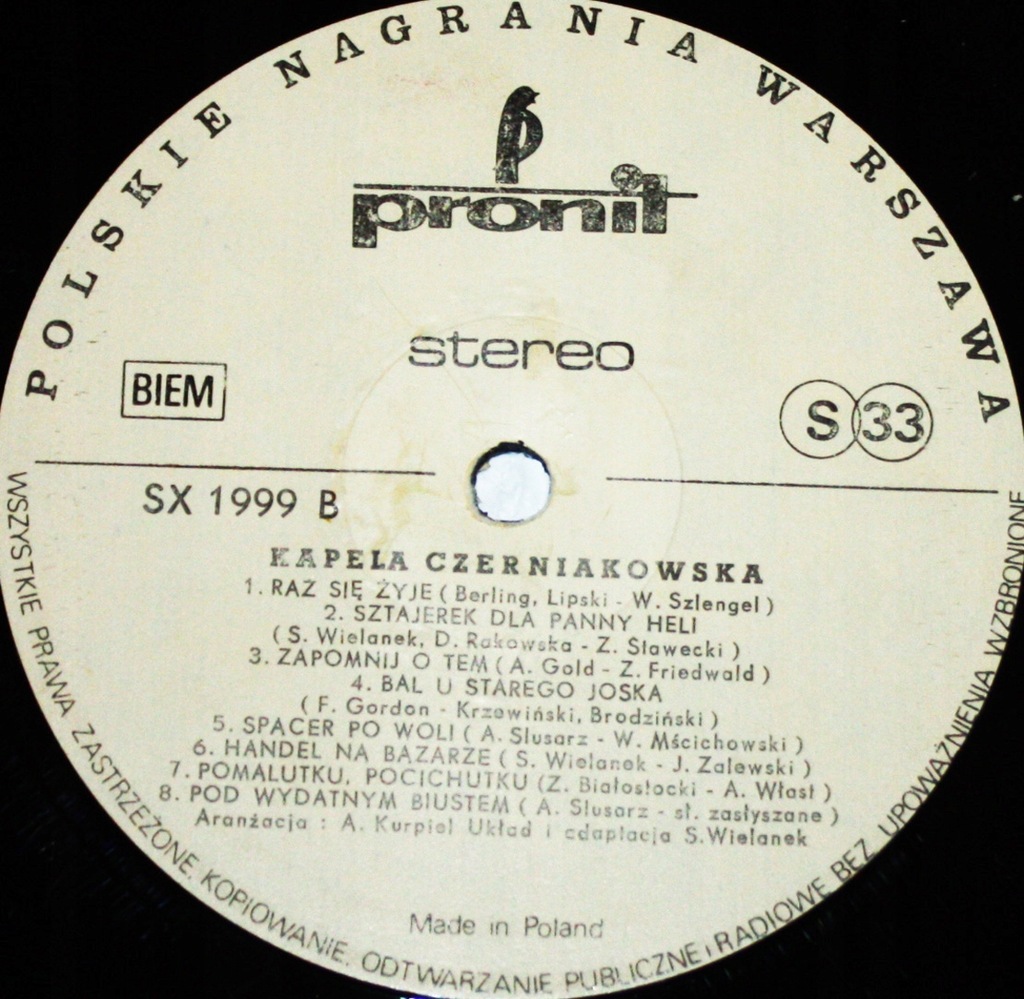 POLSKIE NAGRANIA WARSZAWA
pronit
stereo
BIEM
S 33
SX 1999 B
KAPELA CZERNIAKOWSKA
1. RAZ SIĘ ŻYJE ( Berling, Lipski - W. Szlengel )
2. SZTAJEREK DLA PANNY HELI
( S. Wielanek, D. Rakowska - Z. Sławecki )
3. ZAPOMNIJ O TEM ( A. Gold - Z. Friedwald )
4. BAL U STAREGO JOSKA
( F. Gordon - Krzewiński, Brodziński )
5. SPACER PO WOLI ( A. Slusarz - W. Mścichowski )
6. HANDEL NA BAZARZE ( S. Wielanek - J. Zalewski )
7. POMALUTKU, POCICHUTKU (Z. Białostocki - A. Włast )
8. POD WYDATNYM BIUSTEM ( A. Slusarz - sł. zasłyszane )
Aranżacja : A. Kurpiel Układ i adaptacja S. Wielanek
Made in Poland
WSZYSTKIE PRAWA ZASTRZEŻONE. KOPIOWANIE, ODTWARZANIE PUBLICZNE i RADIOWE BEZ UPOWAŻNIENIA WZBRONIONE